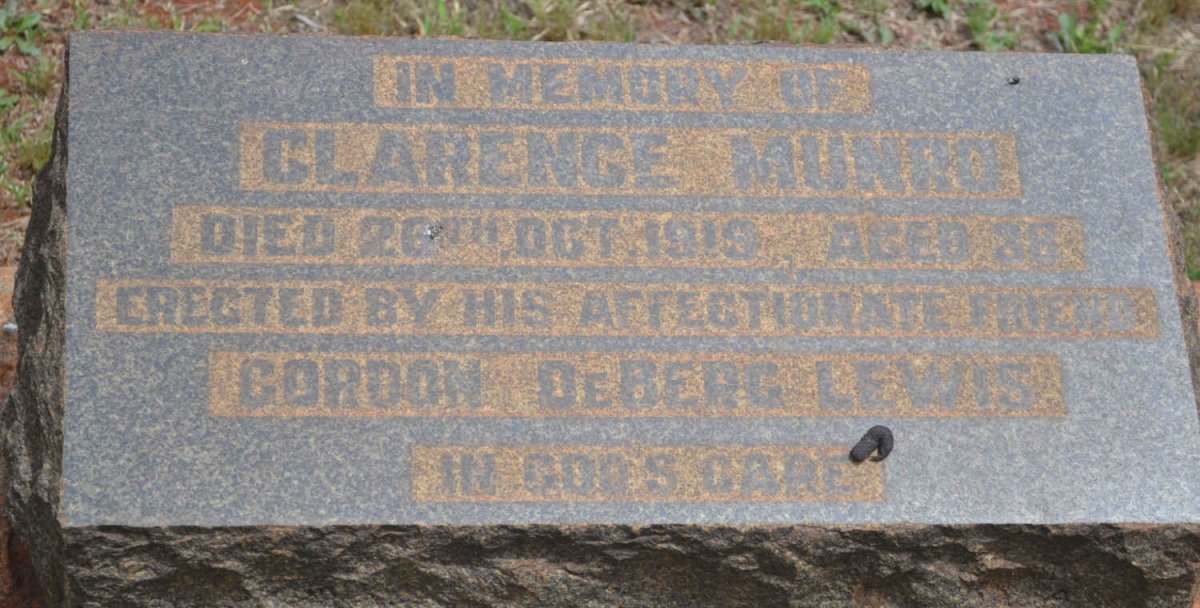 IN MEMORY OF
CLARENCE MUNRO
DIED 26TH. OCT. 1919., AGED 38
ERECTED BY HIS AFFECTIONATE FRIEND
GORDON DEBERG LEWIS
IN GOD'S CARE